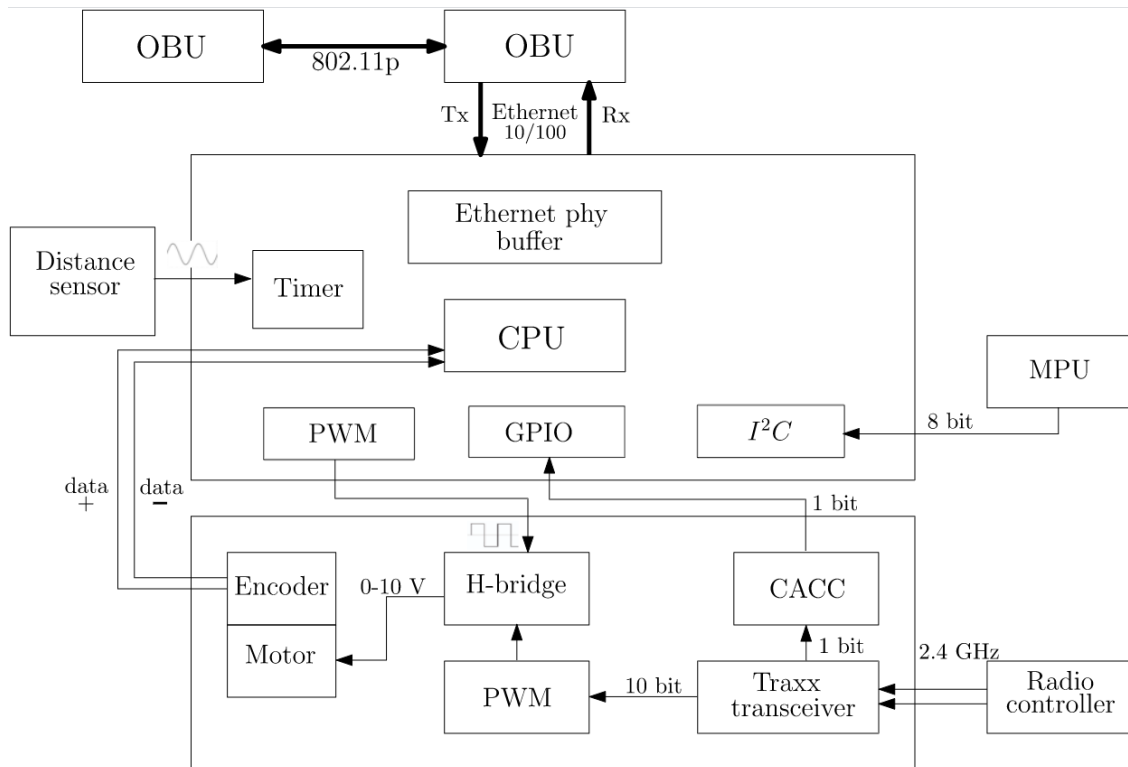 OBU
OBU
802.11p
Tx
Ethernet
10/100
Rx
Ethernet phy
buffer
Distance
sensor
Timer
CPU
MPU
PWM
GPIO
I²C
8 bit
data
+
data
−
1 bit
Encoder
0-10 V
H-bridge
CACC
Motor
1 bit
2.4 GHz
PWM
10 bit
Traxx
transceiver
Radio
controller